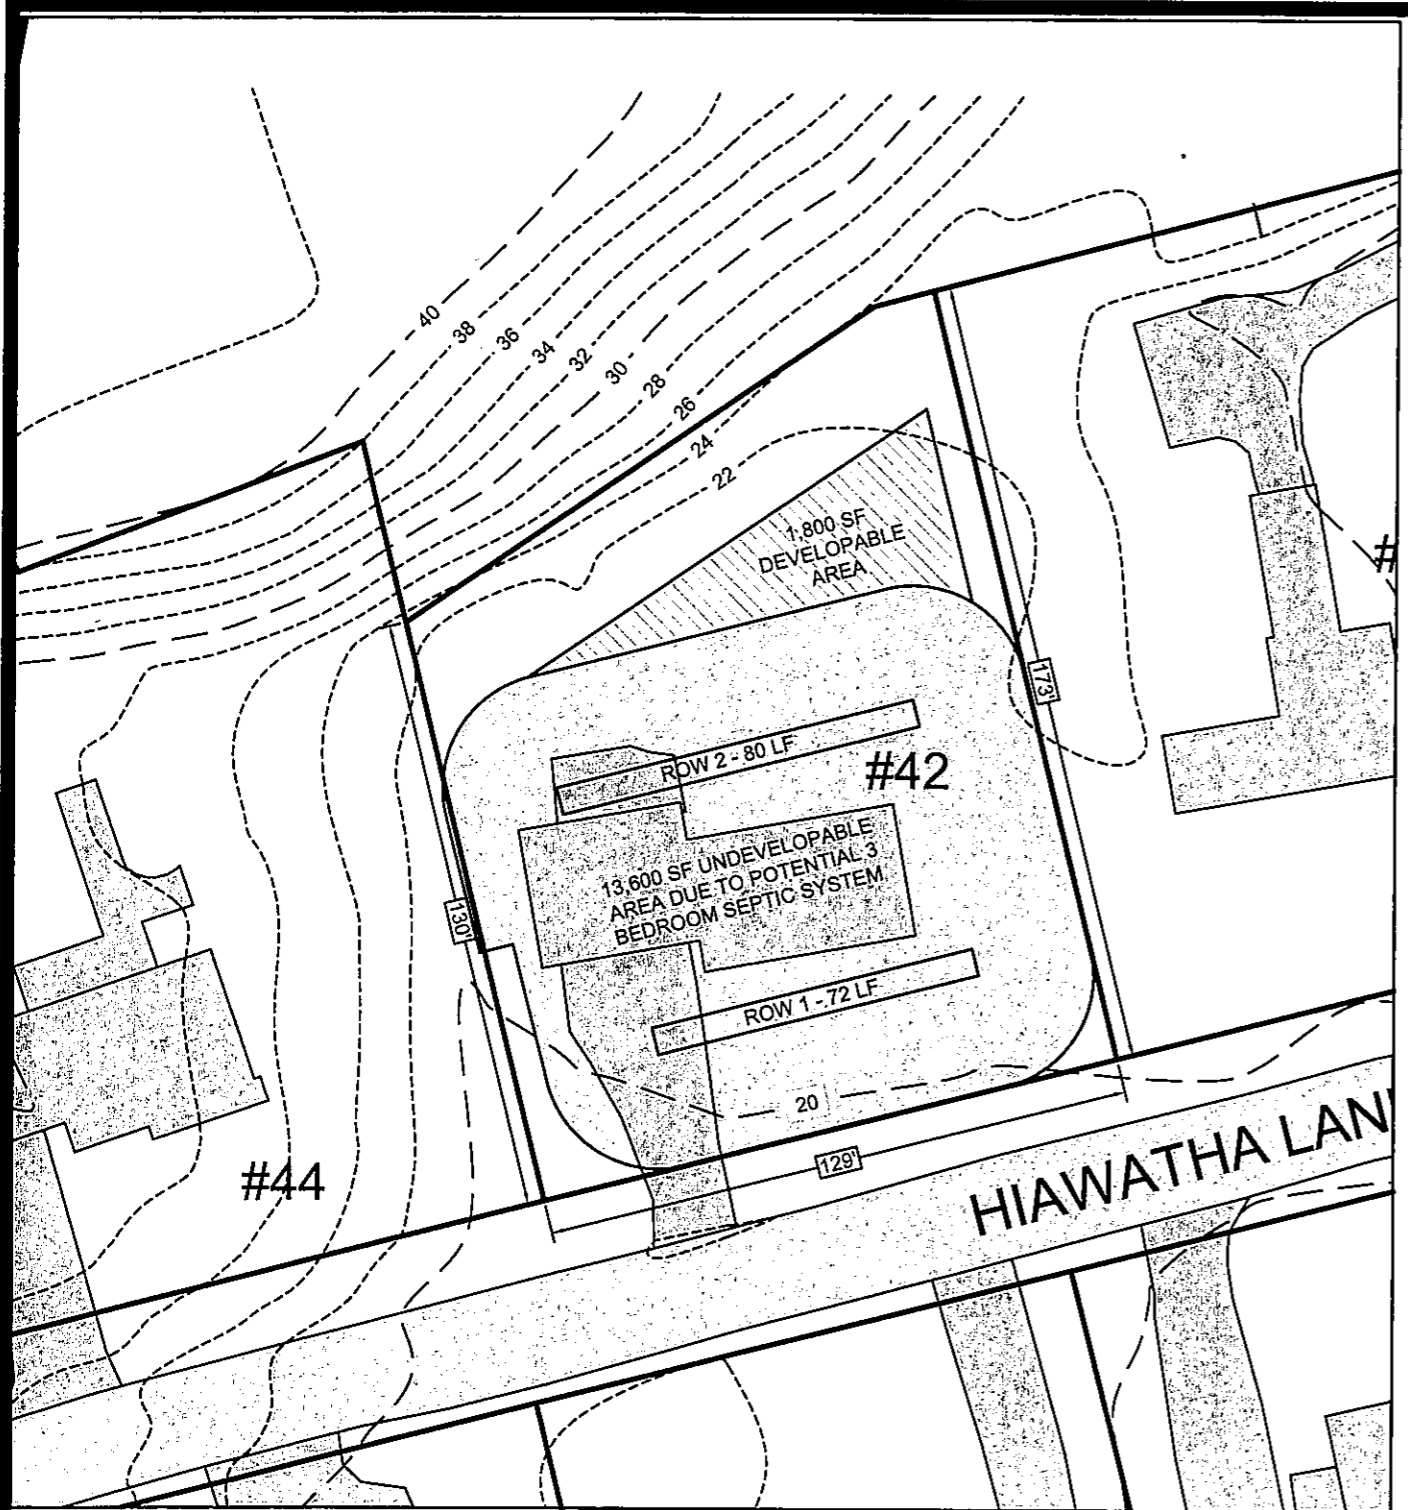 40
38
36
34
32
30
28
26
24
22
1,800 SF
DEVELOPABLE
AREA
#
173'
ROW 2 - 80 LF
#42
13,600 SF UNDEVELOPABLE
AREA DUE TO POTENTIAL 3
BEDROOM SEPTIC SYSTEM
130'
ROW 1 - 72 LF
20
129'
#44
HIAWATHA LAN